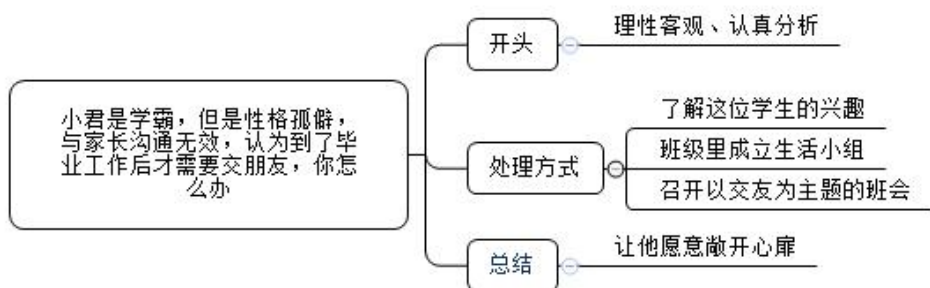 小君是学霸，但是性格孤僻，
与家长沟通无效，认为到了毕
业工作后才需要交朋友，你怎
么办
开头
理性客观、认真分析
处理方式
了解这位学生的兴趣
班级里成立生活小组
召开以交友为主题的班会
总结
让他愿意敞开心扉